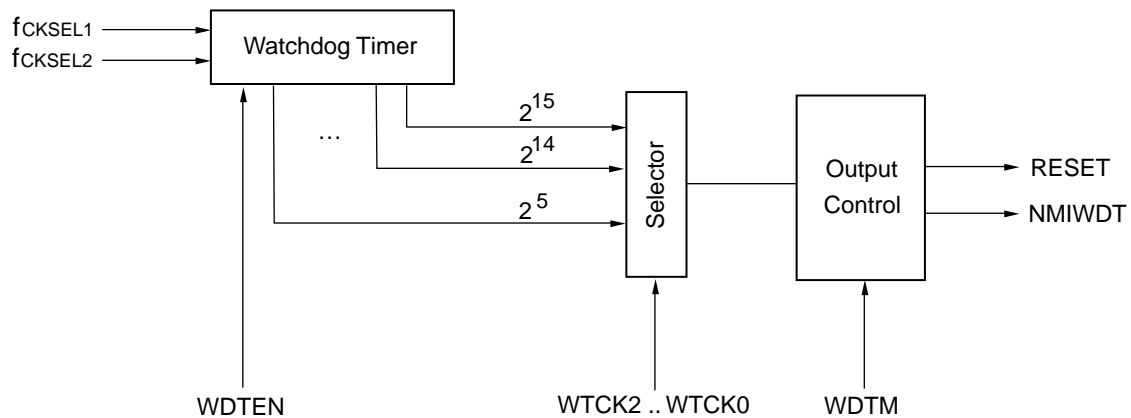 fCKSEL1
fCKSEL2
Watchdog Timer
...
2^15
2^14
2^5
Selector
Output
Control
RESET
NMIWDT
WDTEN
WTCK2 .. WTCK0
WDTM